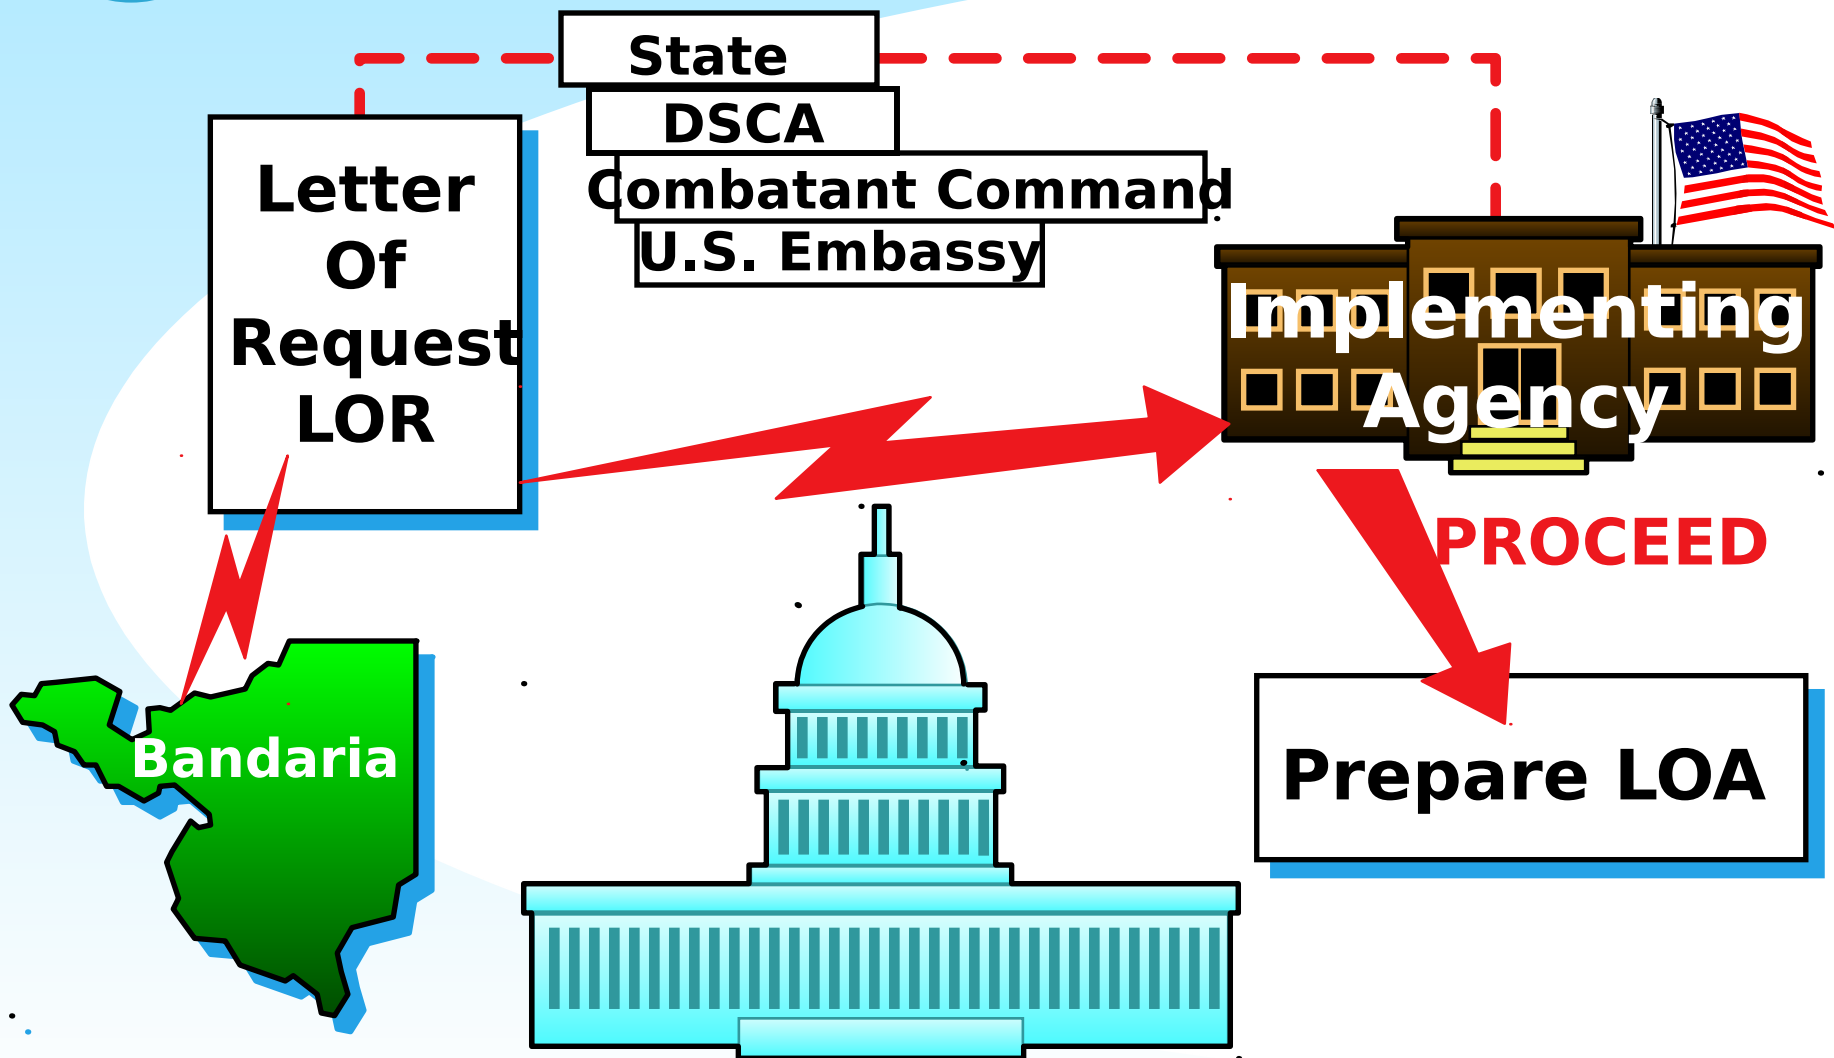 State
DSCA
Combatant Command
U.S. Embassy
Letter
Of
Request
LOR
Implementing
Agency
PROCEED
Bandaria
Prepare LOA